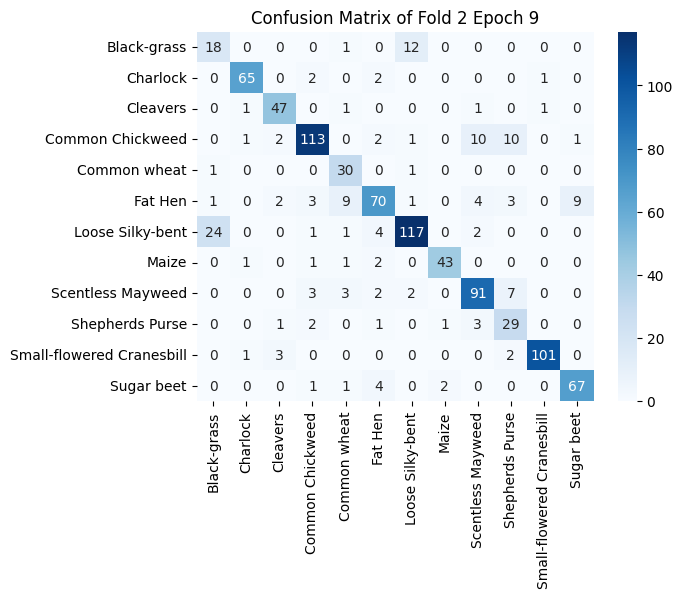 Confusion Matrix of Fold 2 Epoch 9
Black-grass 18 0 0 0 1 0 12 0 0 0 0 0
Charlock 0 65 0 2 0 2 0 0 0 0 1 0
Cleavers 0 1 47 0 1 0 0 0 1 0 1 0
Common Chickweed 0 1 2 113 0 2 1 0 10 10 0 1
Common wheat 1 0 0 0 30 0 1 0 0 0 0 0
Fat Hen 1 0 2 3 9 70 1 0 4 3 0 9
Loose Silky-bent 24 0 0 1 1 4 117 0 2 0 0 0
Maize 0 1 0 1 1 2 0 43 0 0 0 0
Scentless Mayweed 0 0 0 3 3 2 2 0 91 7 0 0
Shepherds Purse 0 0 1 2 0 1 0 1 3 29 0 0
Small-flowered Cranesbill 0 1 3 0 0 0 0 0 0 2 101 0
Sugar beet 0 0 0 1 1 4 0 2 0 0 0 67
Black-grass
Charlock
Cleavers
Common Chickweed
Common wheat
Fat Hen
Loose Silky-bent
Maize
Scentless Mayweed
Shepherds Purse
Small-flowered Cranesbill
Sugar beet
100
80
60
40
20
0